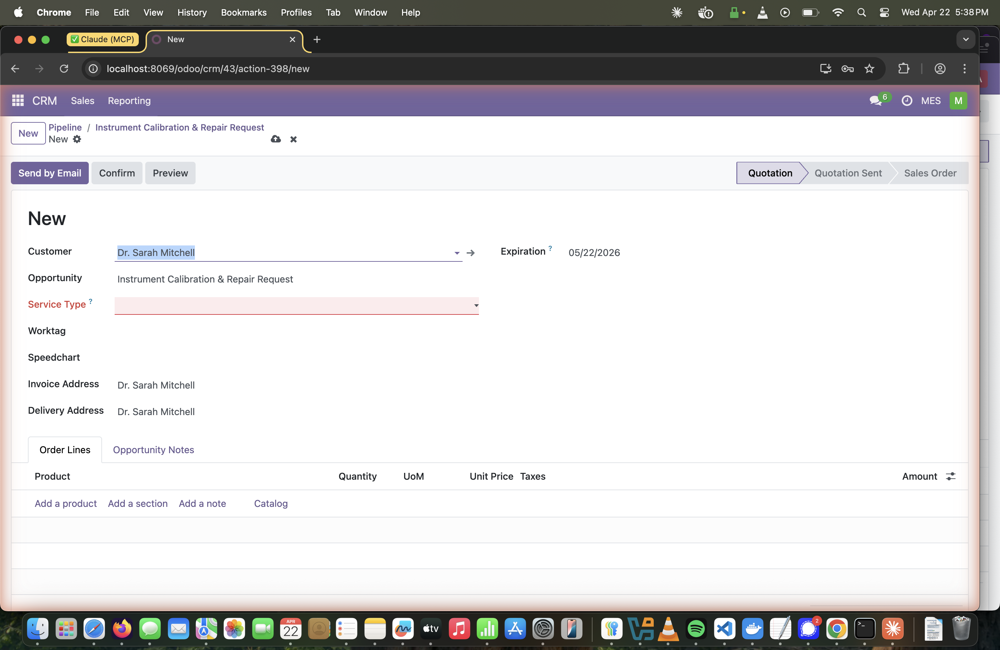 Chrome File Edit View History Bookmarks Profiles Tab Window Help Wed Apr 22 5:38 PM
Claude (MCP) New
localhost:8069/odoo/crm/43/action-398/new
CRM Sales Reporting 6 MES M
New Pipeline / Instrument Calibration & Repair Request
New
Send by Email Confirm Preview Quotation Quotation Sent Sales Order
New
Customer Dr. Sarah Mitchell Expiration ? 05/22/2026
Opportunity Instrument Calibration & Repair Request
Service Type ?
Worktag
Speedchart
Invoice Address Dr. Sarah Mitchell
Delivery Address Dr. Sarah Mitchell
Order Lines Opportunity Notes
Product Quantity UoM Unit Price Taxes Amount
Add a product Add a section Add a note Catalog
APR
22
tv
2